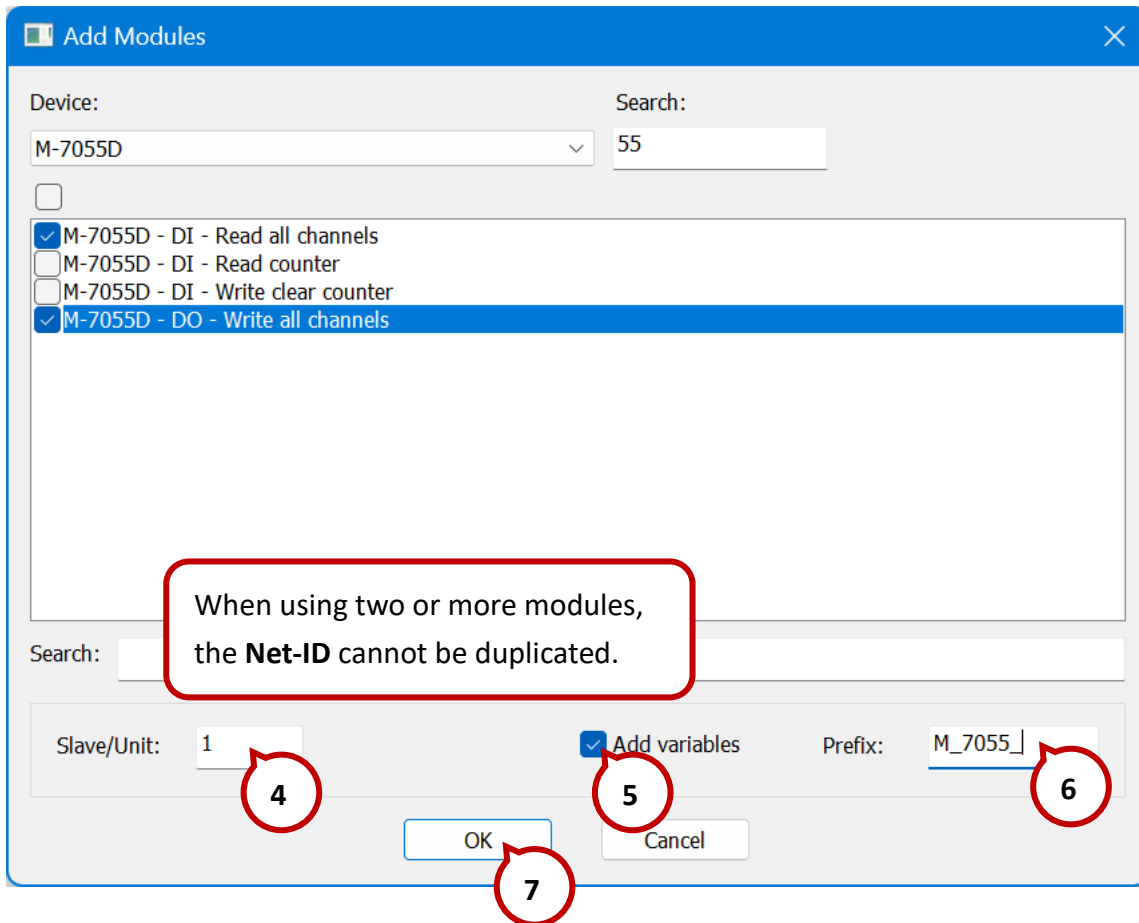 Add Modules
Device:
Search:
M-7055D
55
M-7055D - DI - Read all channels
M-7055D - DI - Read counter
M-7055D - DI - Write clear counter
M-7055D - DO - Write all channels
When using two or more modules,
the Net-ID cannot be duplicated.
Search:
Slave/Unit:
1
Add variables
Prefix:
M_7055_
4
5
6
OK
Cancel
7